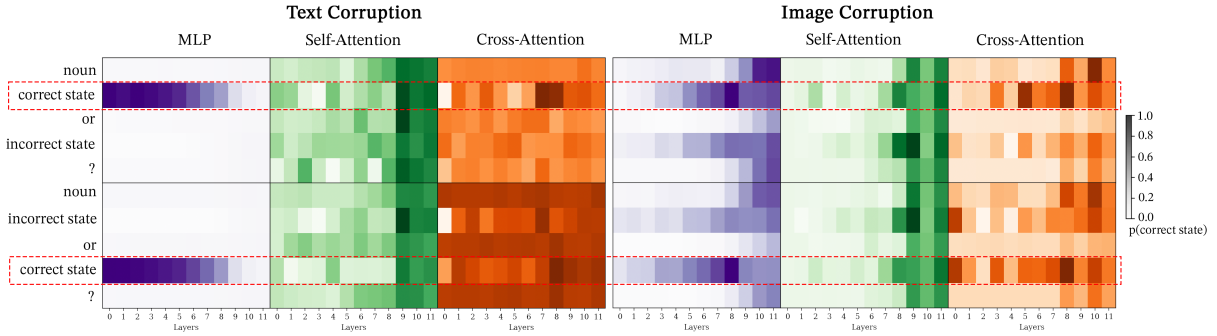 Text Corruption Image Corruption
MLP Self-Attention Cross-Attention MLP Self-Attention Cross-Attention
noun
correct state
or
incorrect state
?
noun
incorrect state
or
correct state
?
1.0
0.8
0.6
0.4
0.2
0.0
p(correct state)
0 1 2 3 4 5 6 7 8 9 10 11 0 1 2 3 4 5 6 7 8 9 10 11 0 1 2 3 4 5 6 7 8 9 10 11 0 1 2 3 4 5 6 7 8 9 10 11 0 1 2 3 4 5 6 7 8 9 10 11 0 1 2 3 4 5 6 7 8 9 10 11
Layers Layers Layers Layers Layers Layers